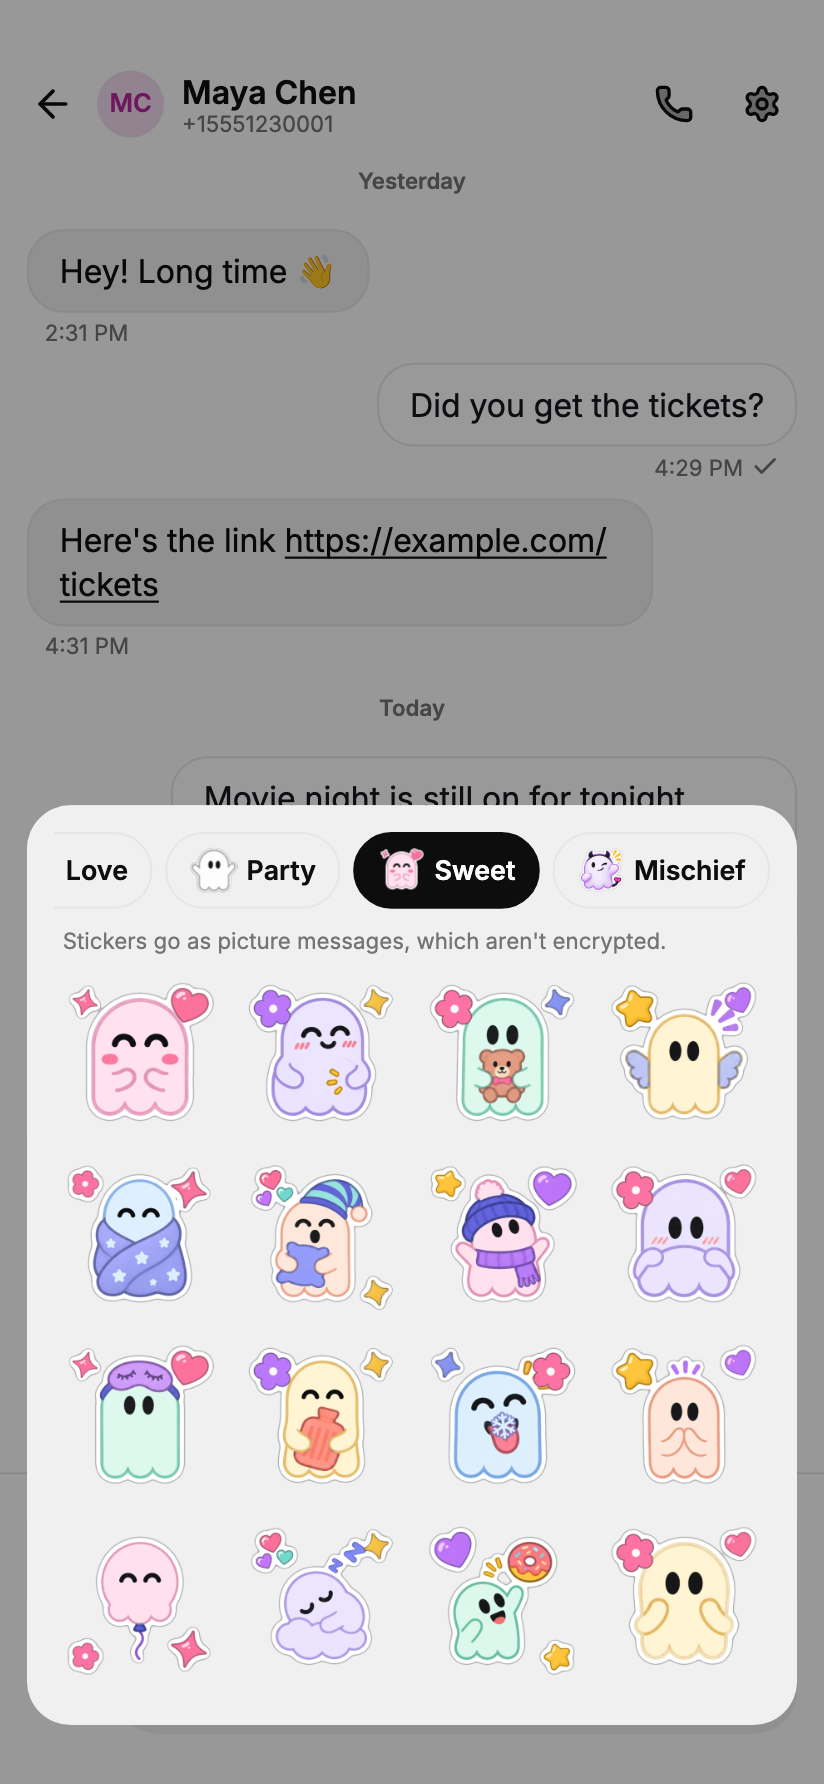 MC
Maya Chen
+15551230001
Yesterday
Hey! Long time 👋
2:31 PM
Did you get the tickets?
4:29 PM
Here's the link https://example.com/
tickets
4:31 PM
Today
Movie night is still on for tonight
Love
Party
Sweet
Mischief
Stickers go as picture messages, which aren't encrypted.